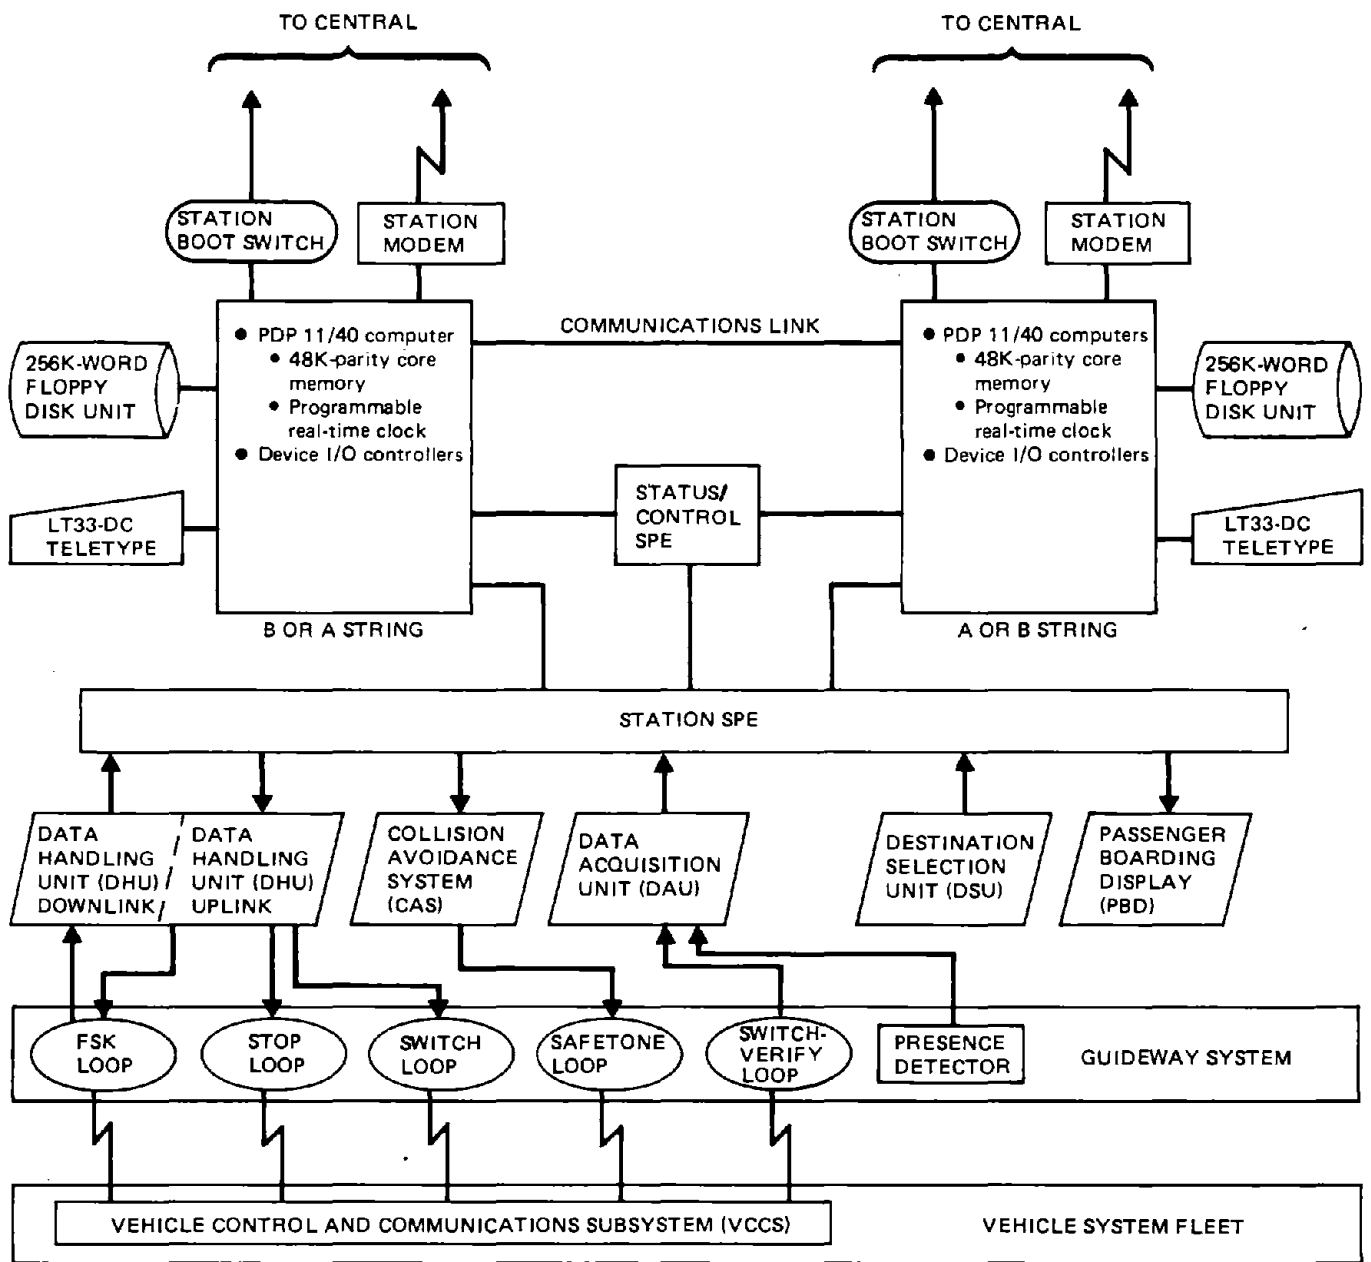 TO CENTRAL
TO CENTRAL
STATION
BOOT SWITCH
STATION
MODEM
STATION
BOOT SWITCH
STATION
MODEM
256K-WORD
FLOPPY
DISK UNIT
● PDP 11/40 computer
● 48K-parity core
memory
● Programmable
real-time clock
● Device I/O controllers
COMMUNICATIONS LINK
● PDP 11/40 computers
● 48K-parity core
memory
● Programmable
real-time clock
● Device I/O controllers
256K-WORD
FLOPPY
DISK UNIT
LT33-DC
TELETYPE
STATUS/
CONTROL
SPE
LT33-DC
TELETYPE
B OR A STRING
A OR B STRING
STATION SPE
DATA
HANDLING
UNIT (DHU)
DOWNLINK
DATA
HANDLING
UNIT (DHU)
UPLINK
COLLISION
AVOIDANCE
SYSTEM
(CAS)
DATA
ACQUISITION
UNIT (DAU)
DESTINATION
SELECTION
UNIT (DSU)
PASSENGER
BOARDING
DISPLAY
(PBD)
FSK
LOOP
STOP
LOOP
SWITCH
LOOP
SAFETONE
LOOP
SWITCH-
VERIFY
LOOP
PRESENCE
DETECTOR
GUIDEWAY SYSTEM
VEHICLE CONTROL AND COMMUNICATIONS SUBSYSTEM (VCCS)
VEHICLE SYSTEM FLEET